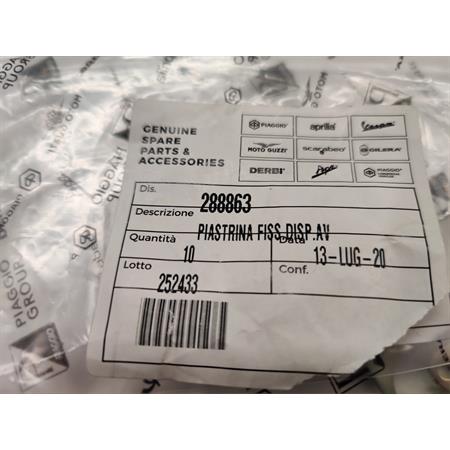 GENUINE
SPARE
PARTS &
ACCESSORIES
PIAGGIO aprilia Vespa
MOTO GUZZI scarabeo GILERA
DERBI Ape PIAGGIO
Dis. 288863
Descrizione PIASTRINA FISS.DISP.AV
Quantità 10 Data 13-LUG-20
Lotto 252433 Conf.
PIAGGIO
GROUP